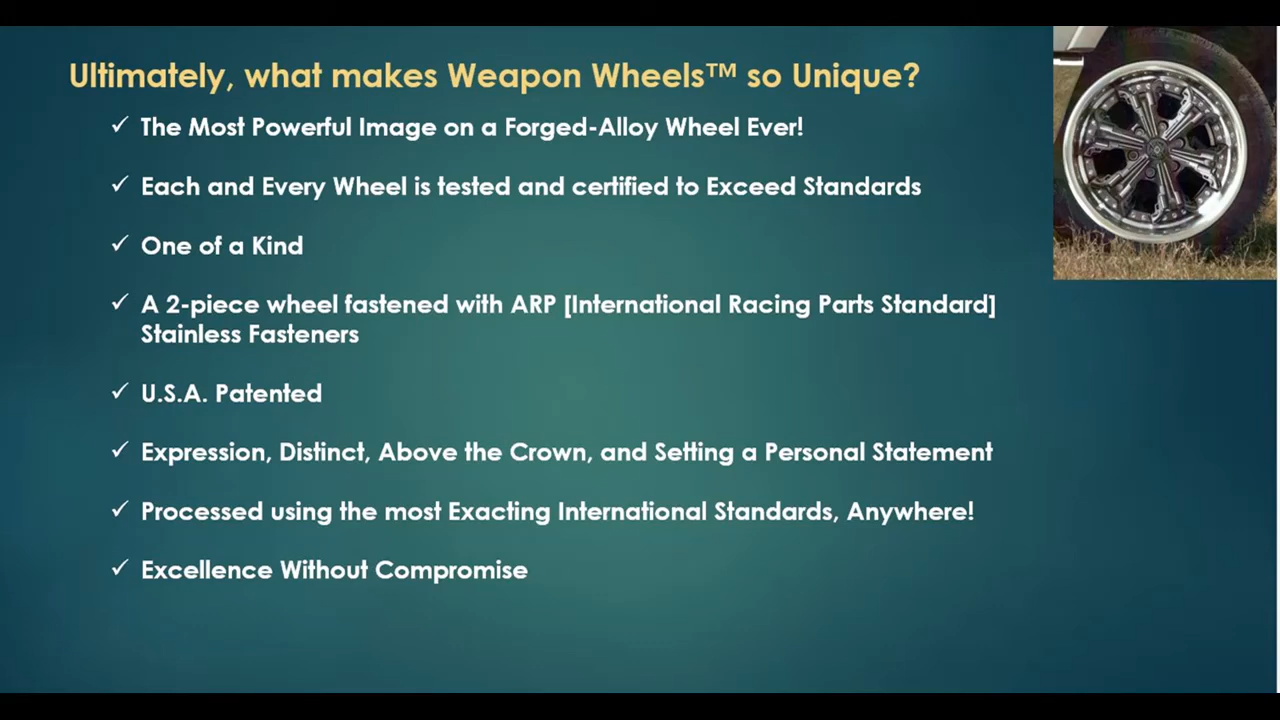 Ultimately, what makes Weapon Wheels™ so Unique?
✓ The Most Powerful Image on a Forged-Alloy Wheel Ever!
✓ Each and Every Wheel is tested and certified to Exceed Standards
✓ One of a Kind
✓ A 2-piece wheel fastened with ARP [International Racing Parts Standard]
Stainless Fasteners
✓ U.S.A. Patented
✓ Expression, Distinct, Above the Crown, and Setting a Personal Statement
✓ Processed using the most Exacting International Standards, Anywhere!
✓ Excellence Without Compromise